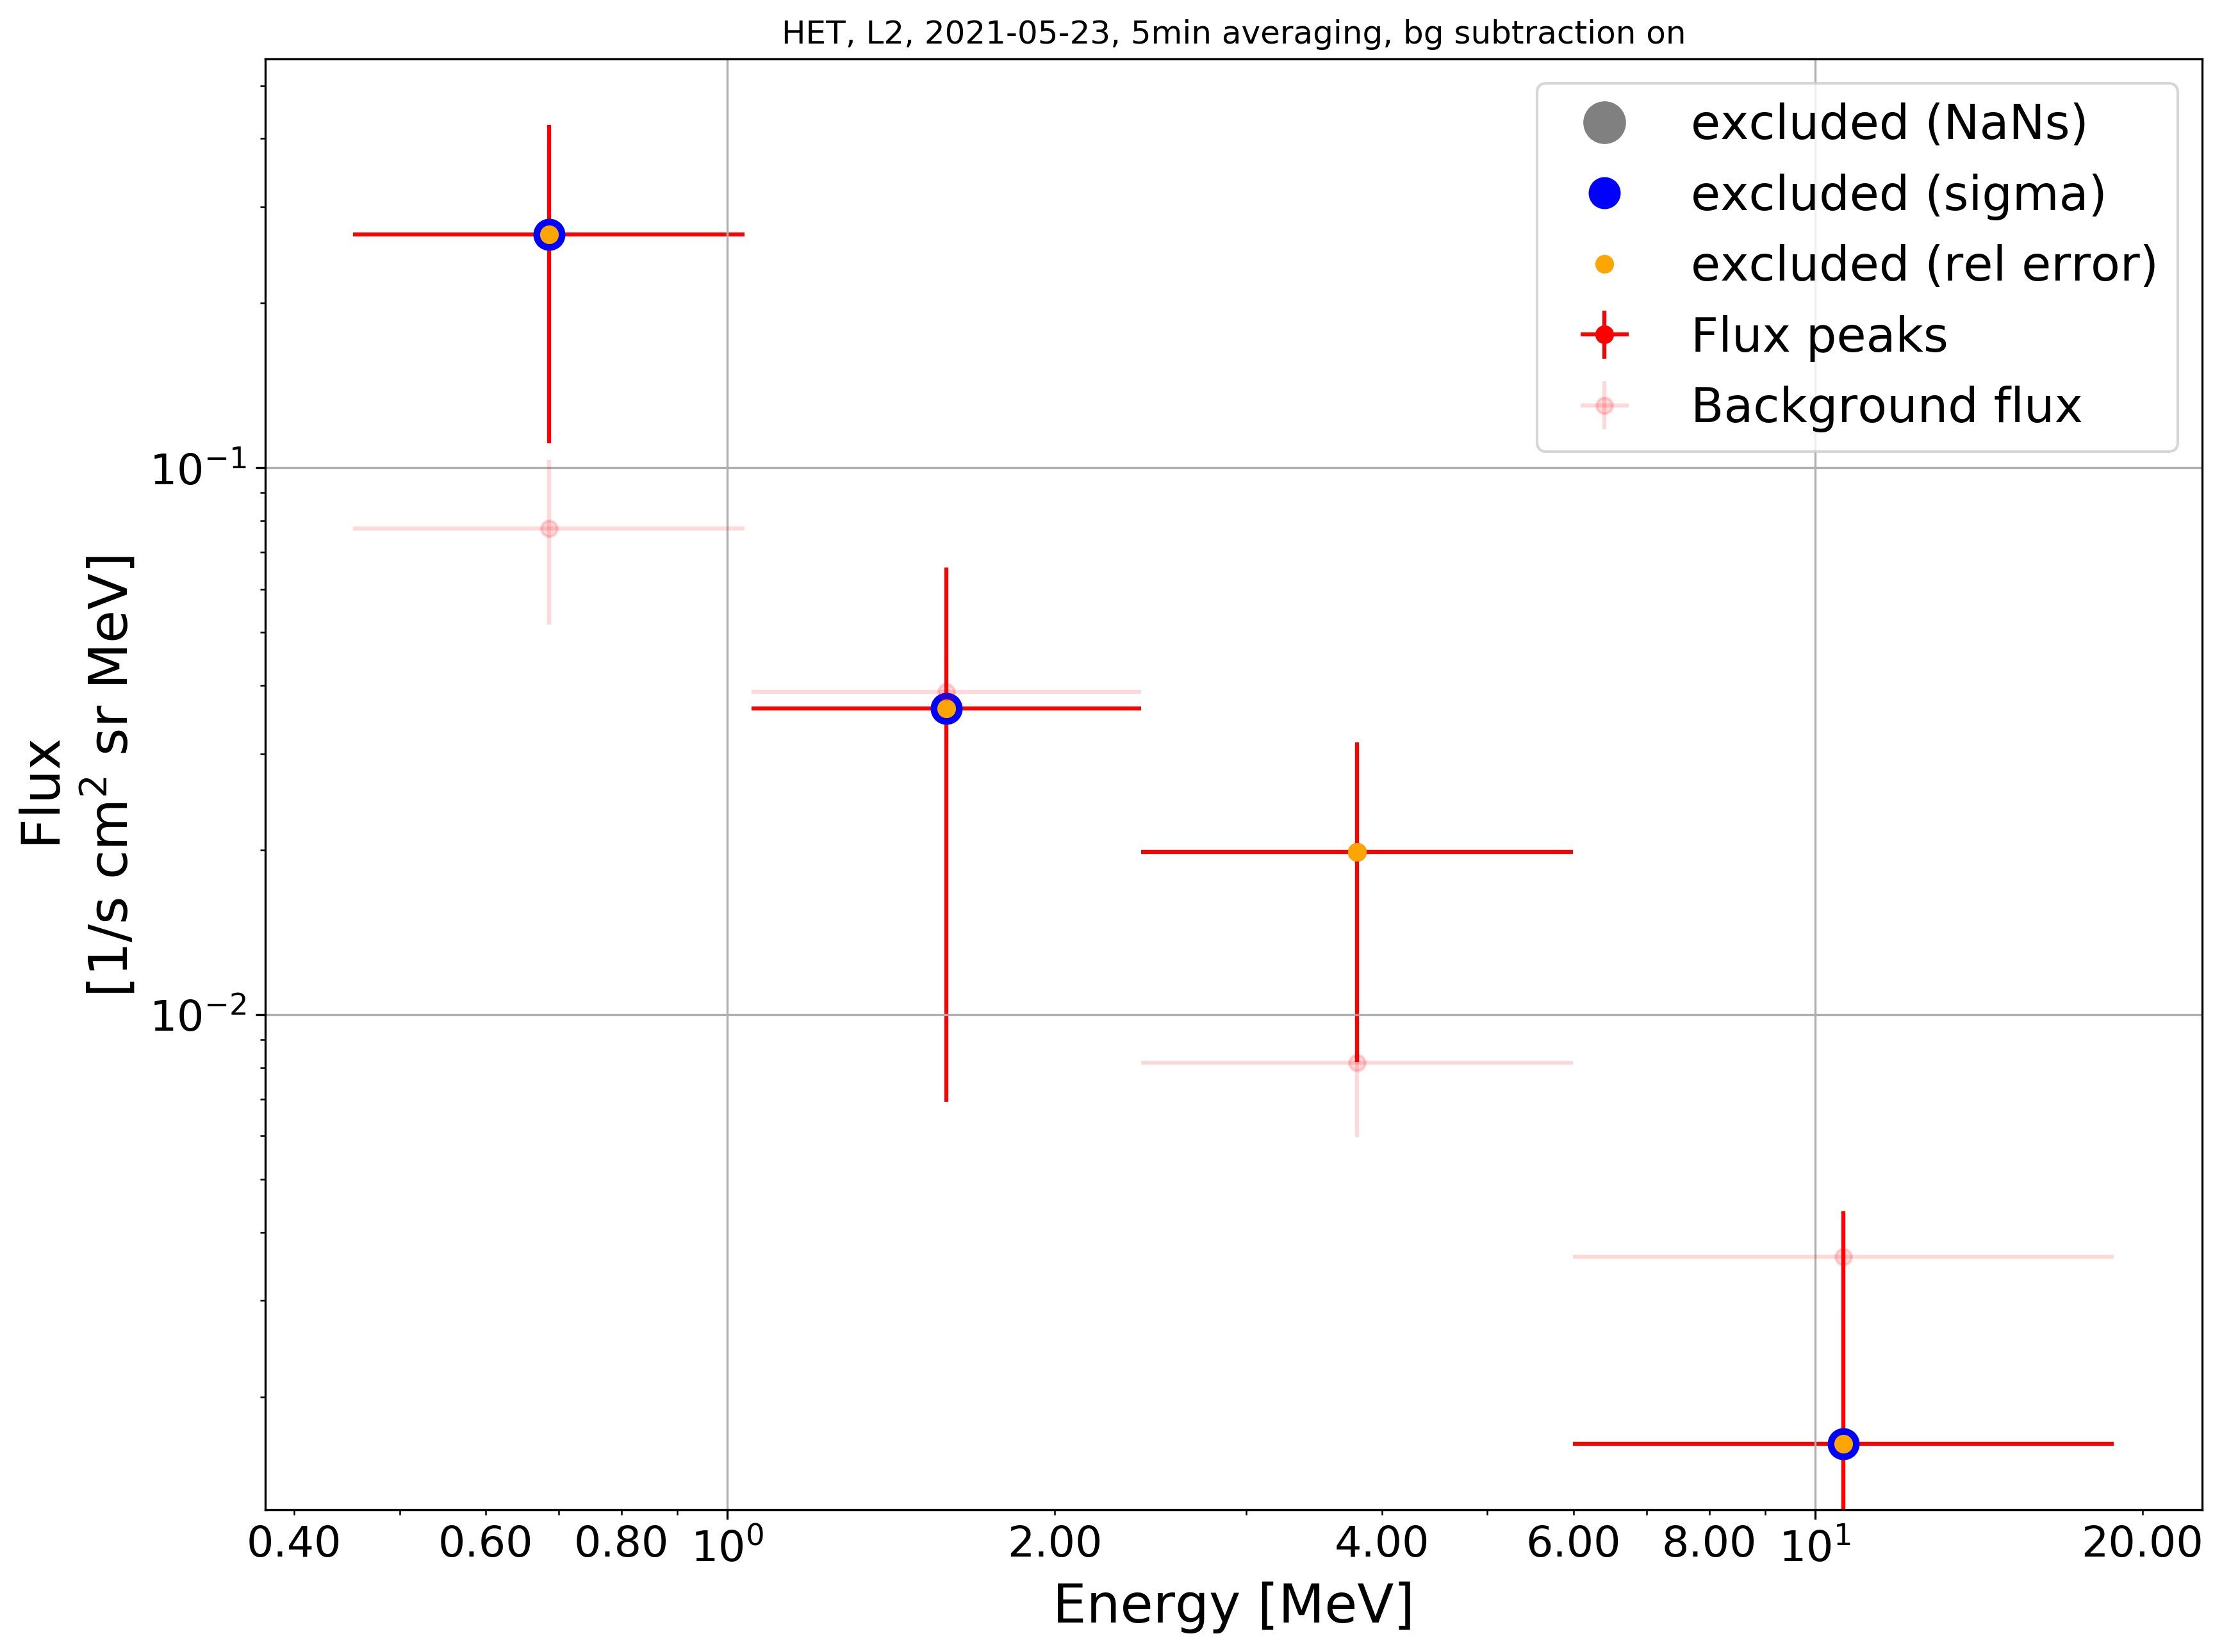 HET, L2, 2021-05-23, 5min averaging, bg subtraction on
excluded (NaNs)
excluded (sigma)
excluded (rel error)
Flux peaks
Background flux
10⁻¹
10⁻²
Flux
[1/s cm² sr MeV]
0.40 0.60 0.80 10⁰ 2.00 4.00 6.00 8.00 10¹ 20.00
Energy [MeV]